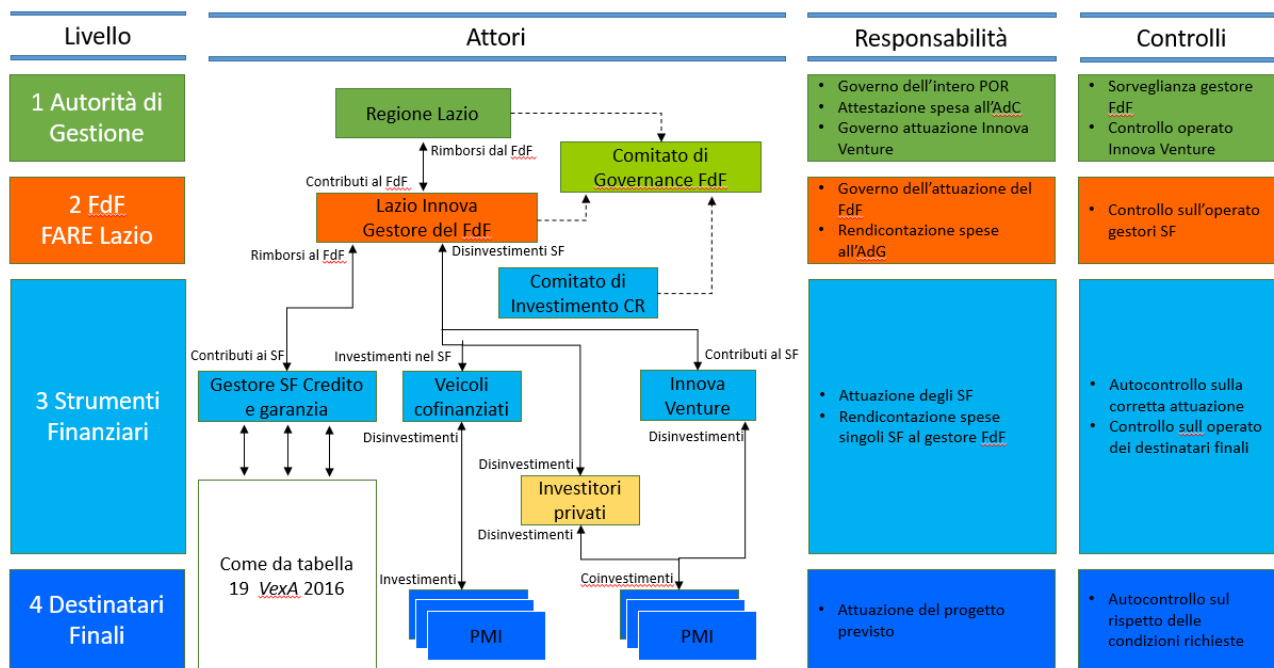 Livello
Attori
Responsabilità
Controlli
1 Autorità di
Gestione
Regione Lazio
Rimborsi dal FdF
Comitato di
Governance FdF
Contributi al FdF
• Governo dell'intero POR
• Attestazione spesa all'AdC
• Governo attuazione Innova
Venture
• Sorveglianza gestore
FdF
• Controllo operato
Innova Venture
2 FdF
FARE Lazio
Lazio Innova
Gestore del FdF
Rimborsi al FdF
Disinvestimenti SF
• Governo dell'attuazione del
FdF
• Rendicontazione spese
all'AdG
• Controllo sull'operato
gestori SF
3 Strumenti
Finanziari
Comitato di
Investimento CR
Contributi ai SF
Investimenti nel SF
Contributi al SF
Gestore SF Credito
e garanzia
Veicoli
cofinanziati
Innova
Venture
Disinvestimenti
Disinvestimenti
Disinvestimenti
Investitori
privati
Disinvestimenti
• Attuazione degli SF
• Rendicontazione spese
singoli SF al gestore FdF
• Autocontrollo sulla
corretta attuazione
• Controllo sull operato
dei destinatari finali
Come da tabella
19 VexA 2016
4 Destinatari
Finali
Investimenti
Coinvestimenti
PMI
PMI
• Attuazione del progetto
previsto
• Autocontrollo sul
rispetto delle
condizioni richieste